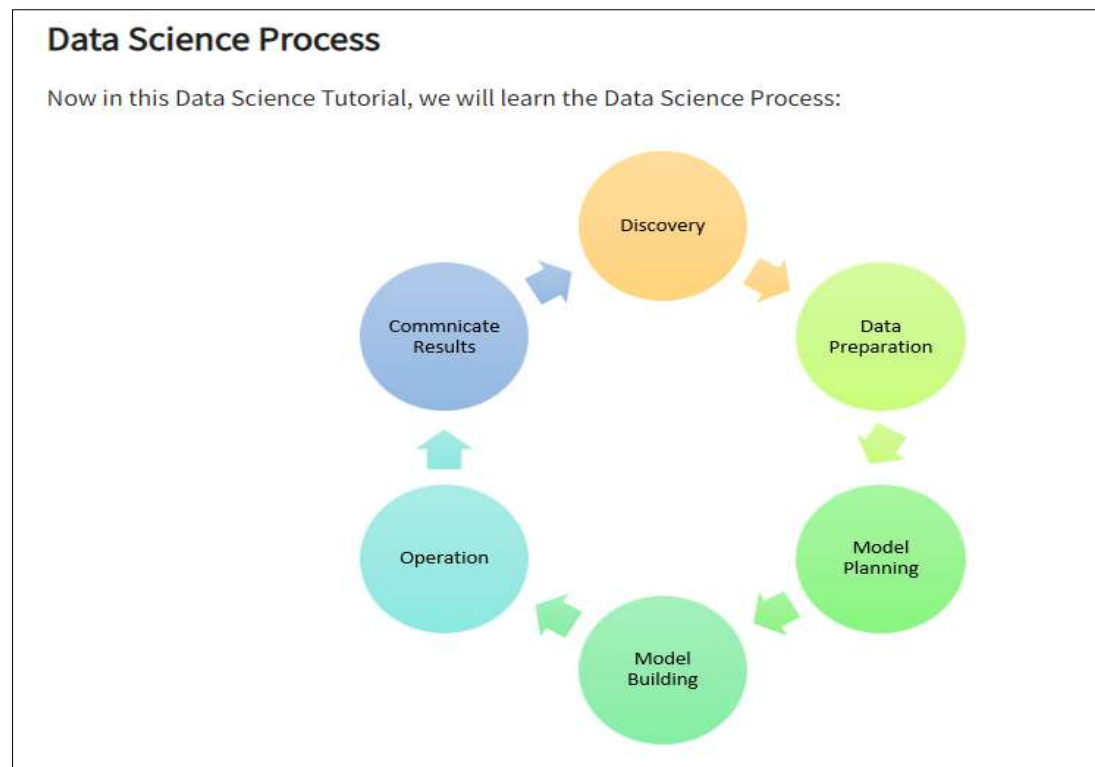 Data Science Process
Now in this Data Science Tutorial, we will learn the Data Science Process:
Discovery
Data
Preparation
Model
Planning
Model
Building
Operation
Commnicate
Results